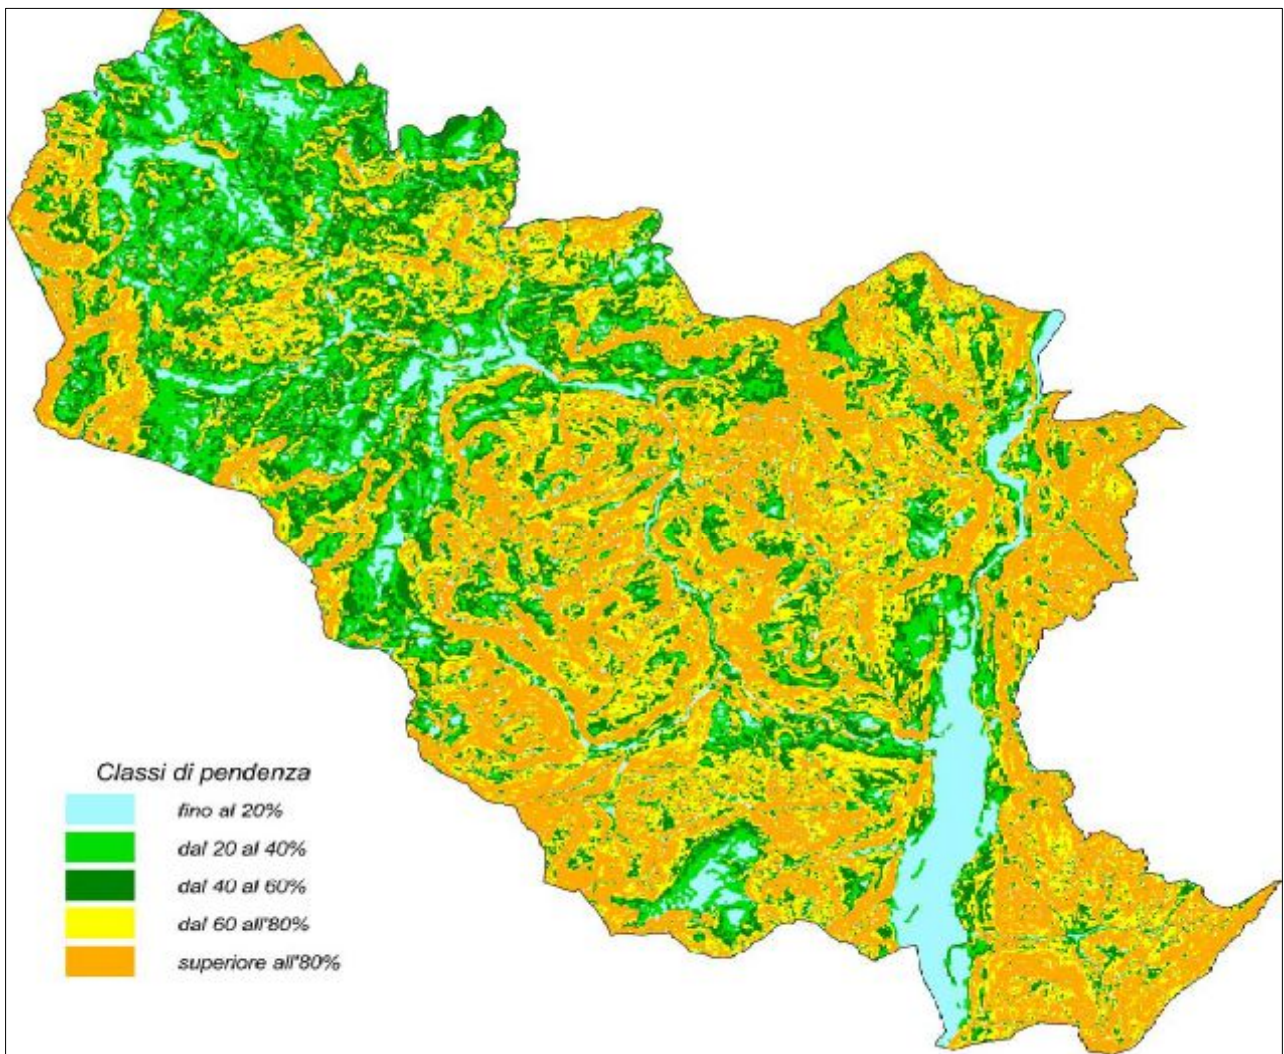 Classi di pendenza
fino al 20%
dal 20 al 40%
dal 40 al 60%
dal 60 all'80%
superiore all'80%